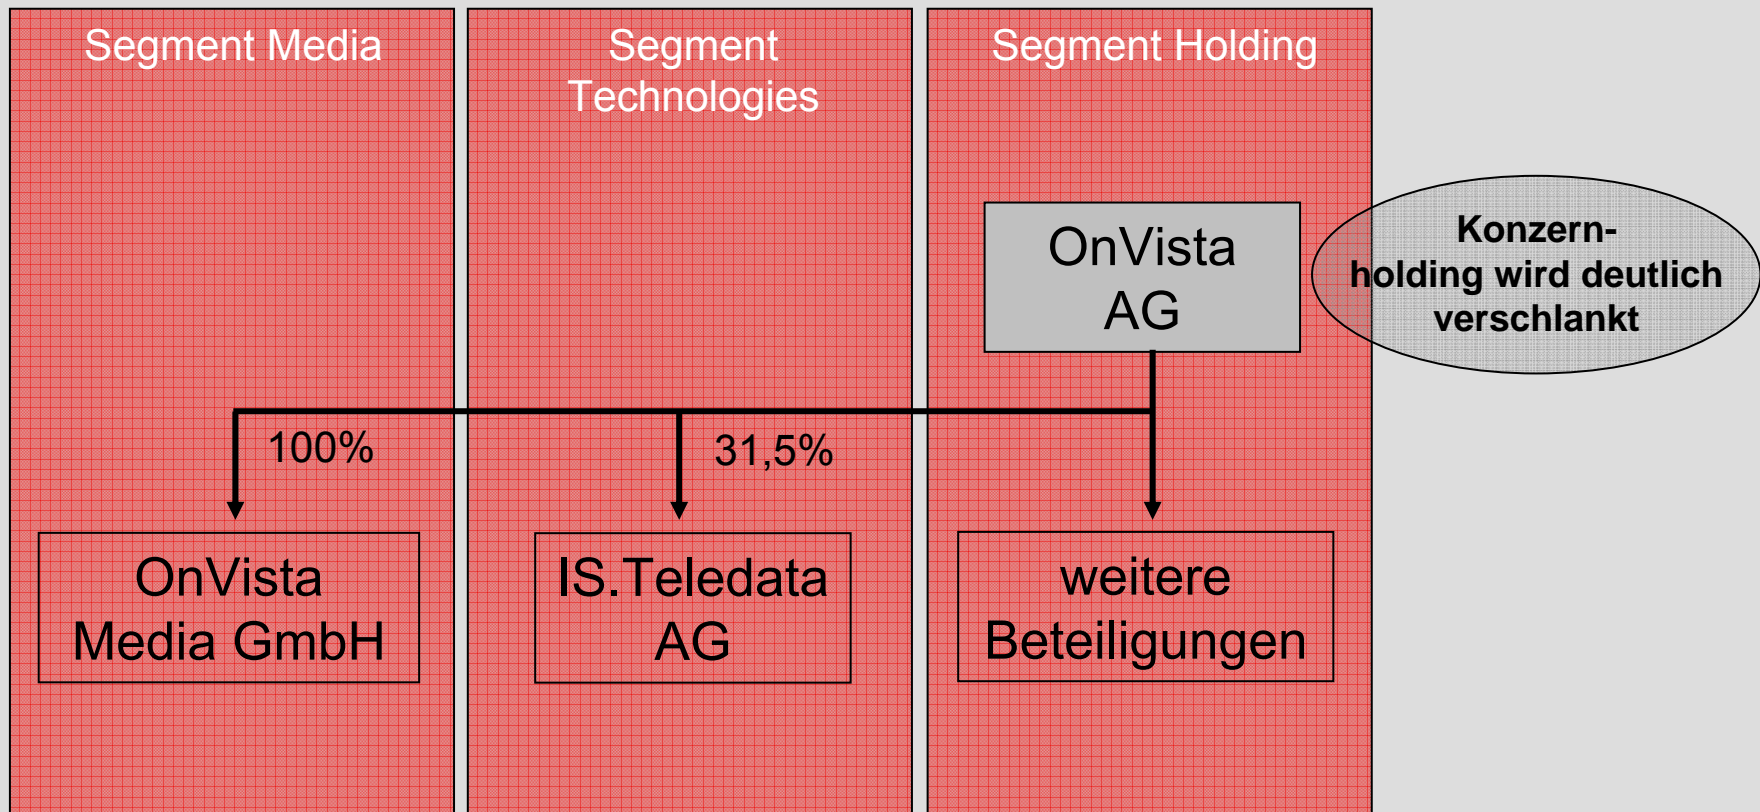 Segment Media
Segment
Technologies
Segment Holding
OnVista
AG
Konzern-
holding wird deutlich
verschlankt
100%
31,5%
OnVista
Media GmbH
IS.Teledata
AG
weitere
Beteiligungen